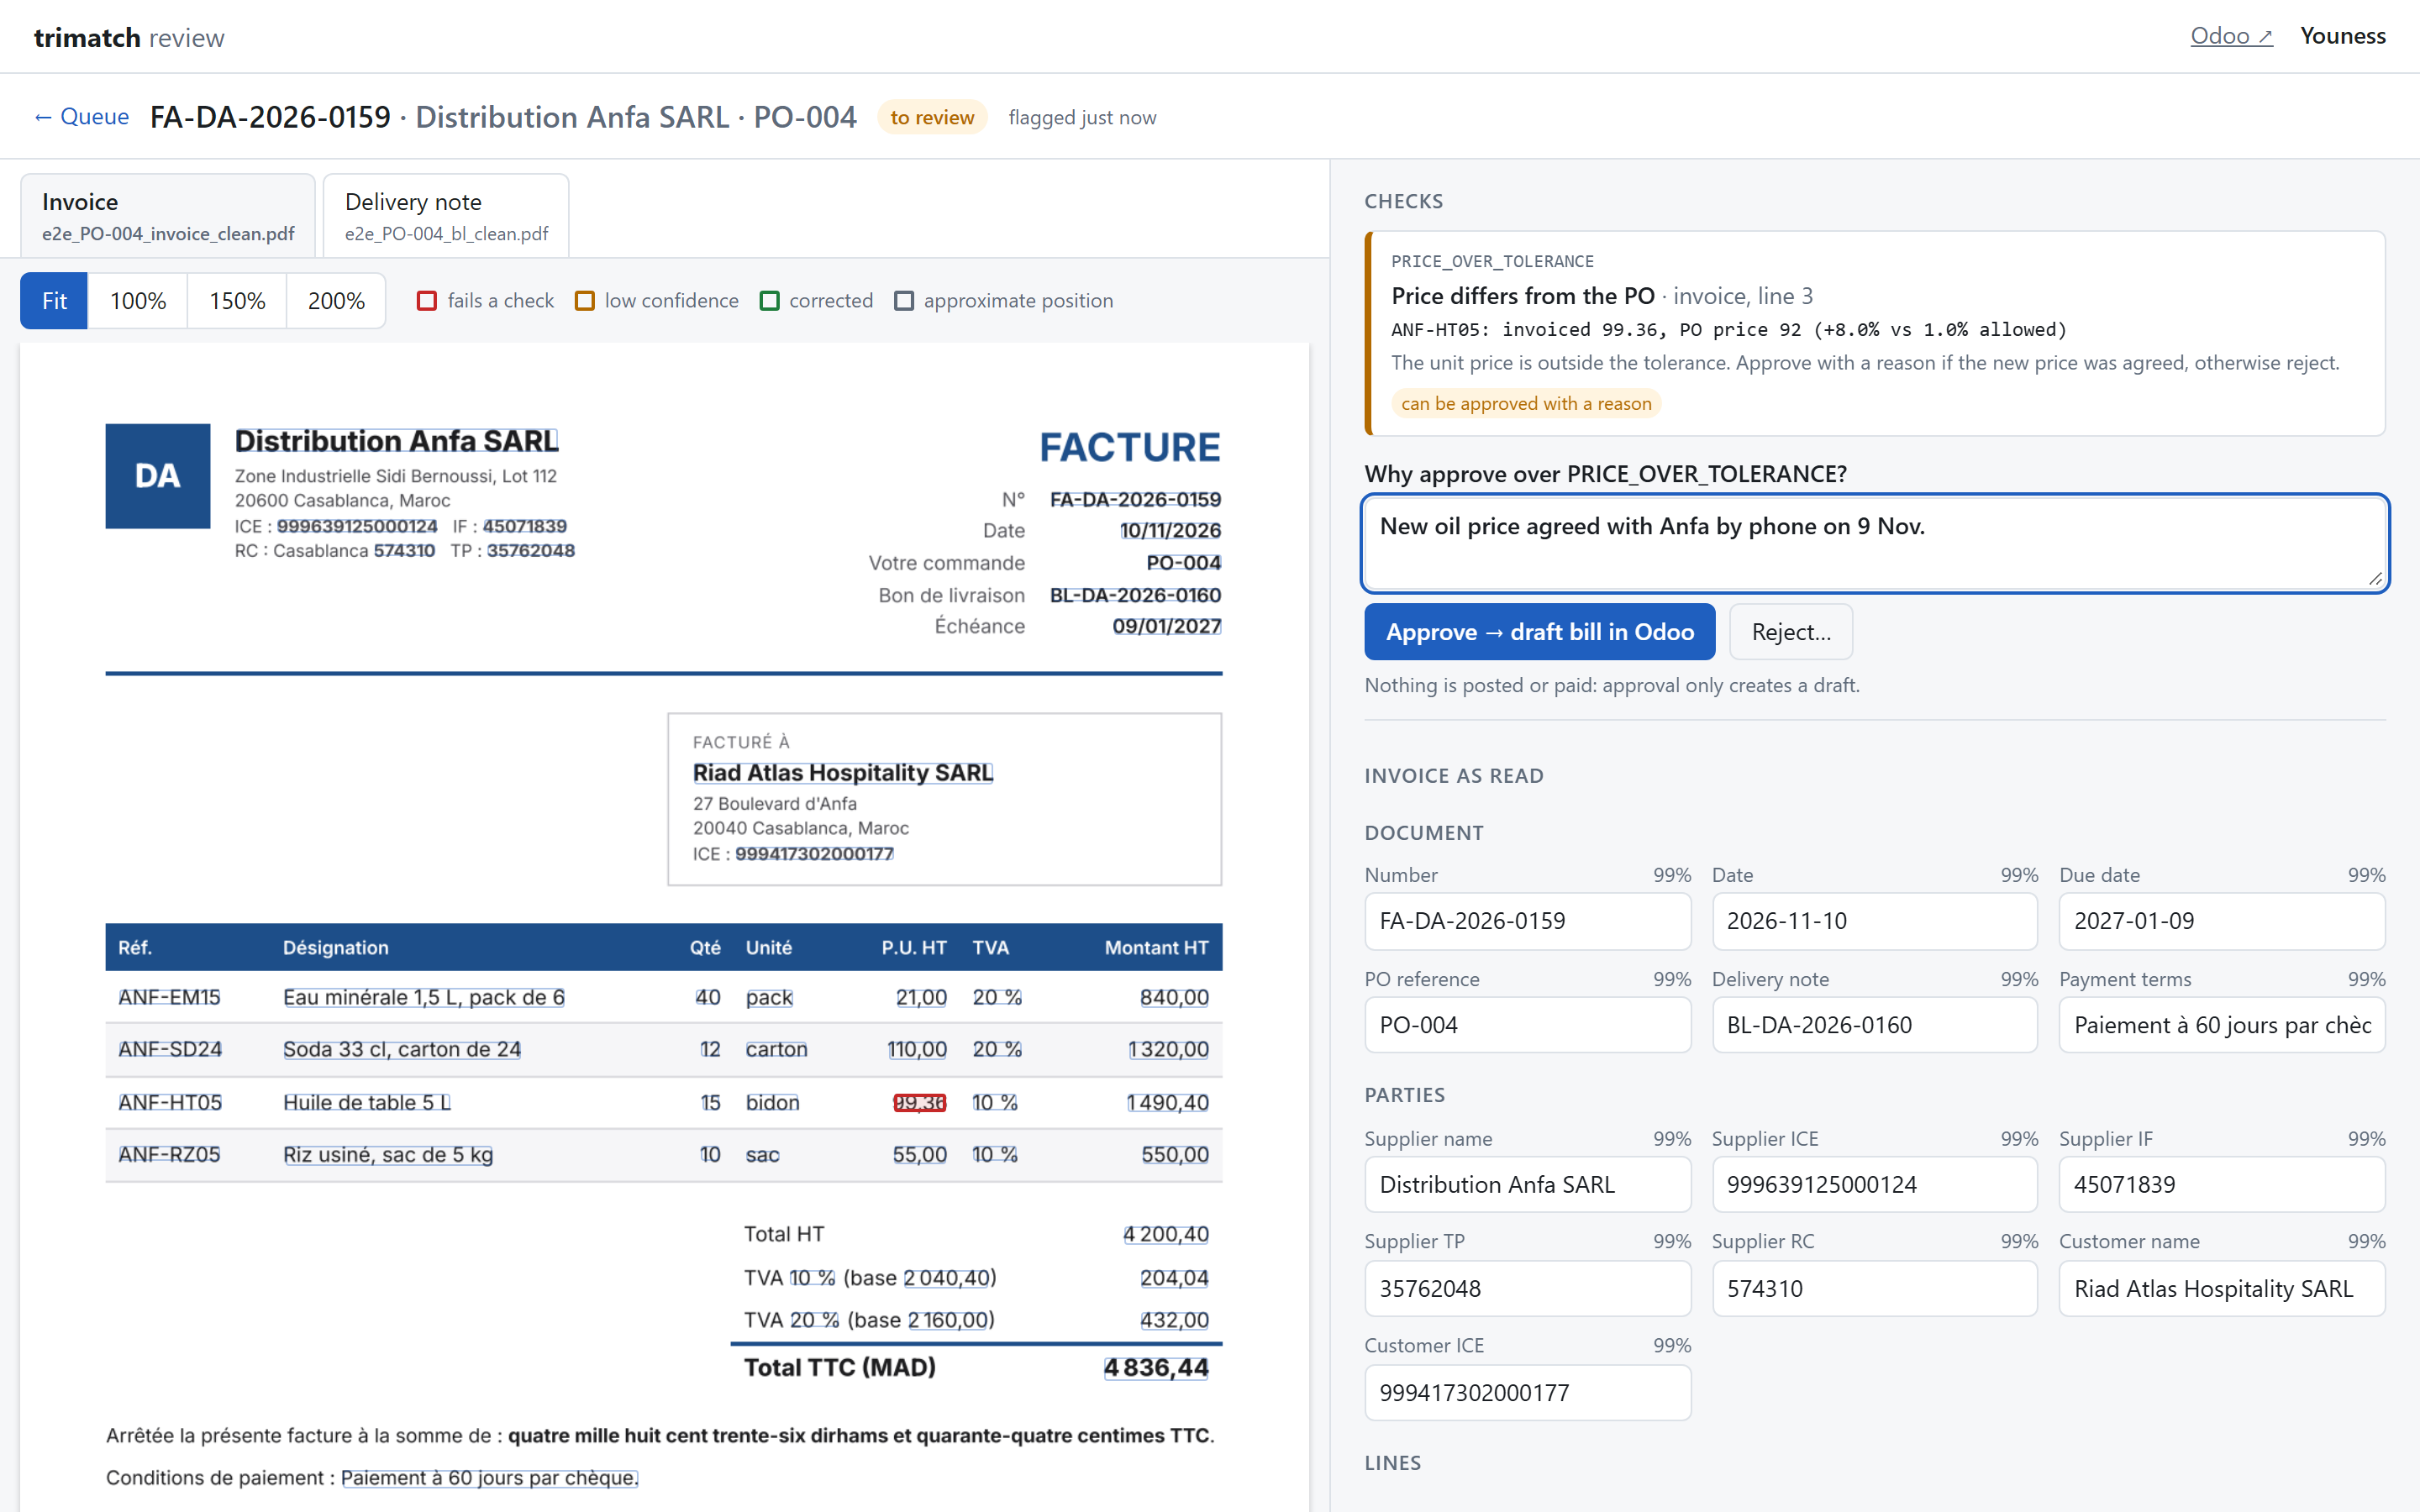 trimatch review
Odoo ↗ Youness
← Queue FA-DA-2026-0159 · Distribution Anfa SARL · PO-004 to review flagged just now
Invoice
e2e_PO-004_invoice_clean.pdf
Delivery note
e2e_PO-004_bl_clean.pdf
Fit 100% 150% 200% fails a check low confidence corrected approximate position
DA
Distribution Anfa SARL
Zone Industrielle Sidi Bernoussi, Lot 112
20600 Casablanca, Maroc
ICE : 999639125000124 IF : 45071839
RC : Casablanca 574310 TP : 35762048
FACTURE
N° FA-DA-2026-0159
Date 10/11/2026
Votre commande PO-004
Bon de livraison BL-DA-2026-0160
Échéance 09/01/2027
FACTURÉ À
Riad Atlas Hospitality SARL
27 Boulevard d'Anfa
20040 Casablanca, Maroc
ICE : 999417302000177
Réf. Désignation Qté Unité P.U. HT TVA Montant HT
ANF-EM15 Eau minérale 1,5 L, pack de 6 40 pack 21,00 20 % 840,00
ANF-SD24 Soda 33 cl, carton de 24 12 carton 110,00 20 % 1 320,00
ANF-HT05 Huile de table 5 L 15 bidon 99,36 10 % 1 490,40
ANF-RZ05 Riz usiné, sac de 5 kg 10 sac 55,00 10 % 550,00
Total HT 4 200,40
TVA 10 % (base 2 040,40) 204,04
TVA 20 % (base 2 160,00) 432,00
Total TTC (MAD) 4 836,44
Arrêtée la présente facture à la somme de : quatre mille huit cent trente-six dirhams et quarante-quatre centimes TTC.
Conditions de paiement : Paiement à 60 jours par chèque.
CHECKS
PRICE_OVER_TOLERANCE
Price differs from the PO · invoice, line 3
ANF-HT05: invoiced 99.36, PO price 92 (+8.0% vs 1.0% allowed)
The unit price is outside the tolerance. Approve with a reason if the new price was agreed, otherwise reject.
can be approved with a reason
Why approve over PRICE_OVER_TOLERANCE?
New oil price agreed with Anfa by phone on 9 Nov.
Approve → draft bill in Odoo Reject...
Nothing is posted or paid: approval only creates a draft.
INVOICE AS READ
DOCUMENT
Number 99% Date 99% Due date 99%
FA-DA-2026-0159 2026-11-10 2027-01-09
PO reference 99% Delivery note 99% Payment terms 99%
PO-004 BL-DA-2026-0160 Paiement à 60 jours par chèc
PARTIES
Supplier name 99% Supplier ICE 99% Supplier IF 99%
Distribution Anfa SARL 999639125000124 45071839
Supplier TP 99% Supplier RC 99% Customer name 99%
35762048 574310 Riad Atlas Hospitality SARL
Customer ICE 99%
999417302000177
LINES